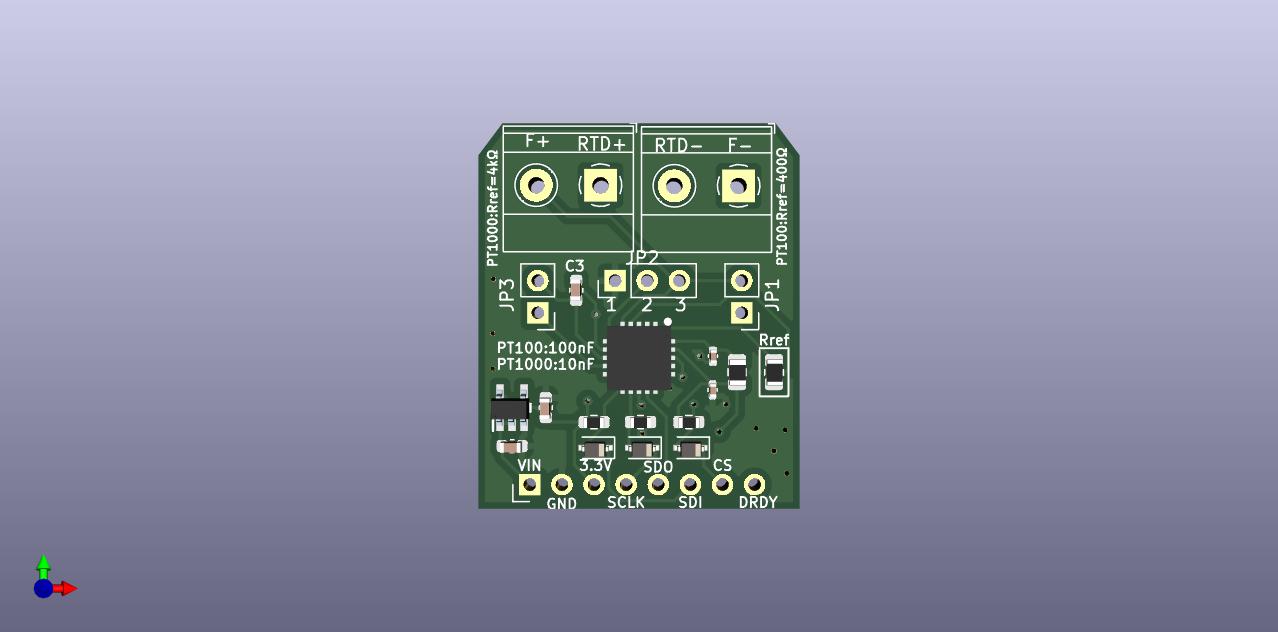 F+ RTD+ RTD- F-
PT1000:Rref=4kΩ
PT100:Rref=400Ω
JP2
C3
JP3
1 2 3
JP1
Rref
PT100:100nF
PT1000:10nF
VIN 3.3V SDO CS
GND SCLK SDI DRDY